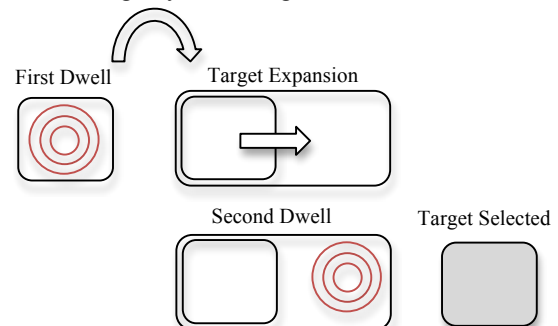 First Dwell
Target Expansion
Second Dwell
Target Selected